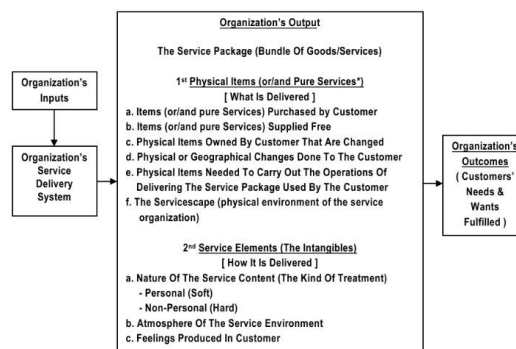 Organization's
Inputs
Organization's
Service
Delivery
System
Organization's Output
The Service Package (Bundle Of Goods/Services)
1st Physical Items (or/and Pure Services*)
[ What Is Delivered ]
a. Items (or/and pure Services) Purchased by Customer
b. Items (or/and pure Services) Supplied Free
c. Physical Items Owned By Customer That Are Changed
d. Physical or Geographical Changes Done To The Customer
e. Physical Items Needed To Carry Out The Operations Of
Delivering The Service Package Used By The Customer
f. The Servicescape (physical environment of the service
organization)
2nd Service Elements (The Intangibles)
[ How It Is Delivered ]
a. Nature Of The Service Content (The Kind Of Treatment)
- Personal (Soft)
- Non-Personal (Hard)
b. Atmosphere Of The Service Environment
c. Feelings Produced In Customer
Organization's
Outcomes
( Customers'
Needs &
Wants
Fulfilled )